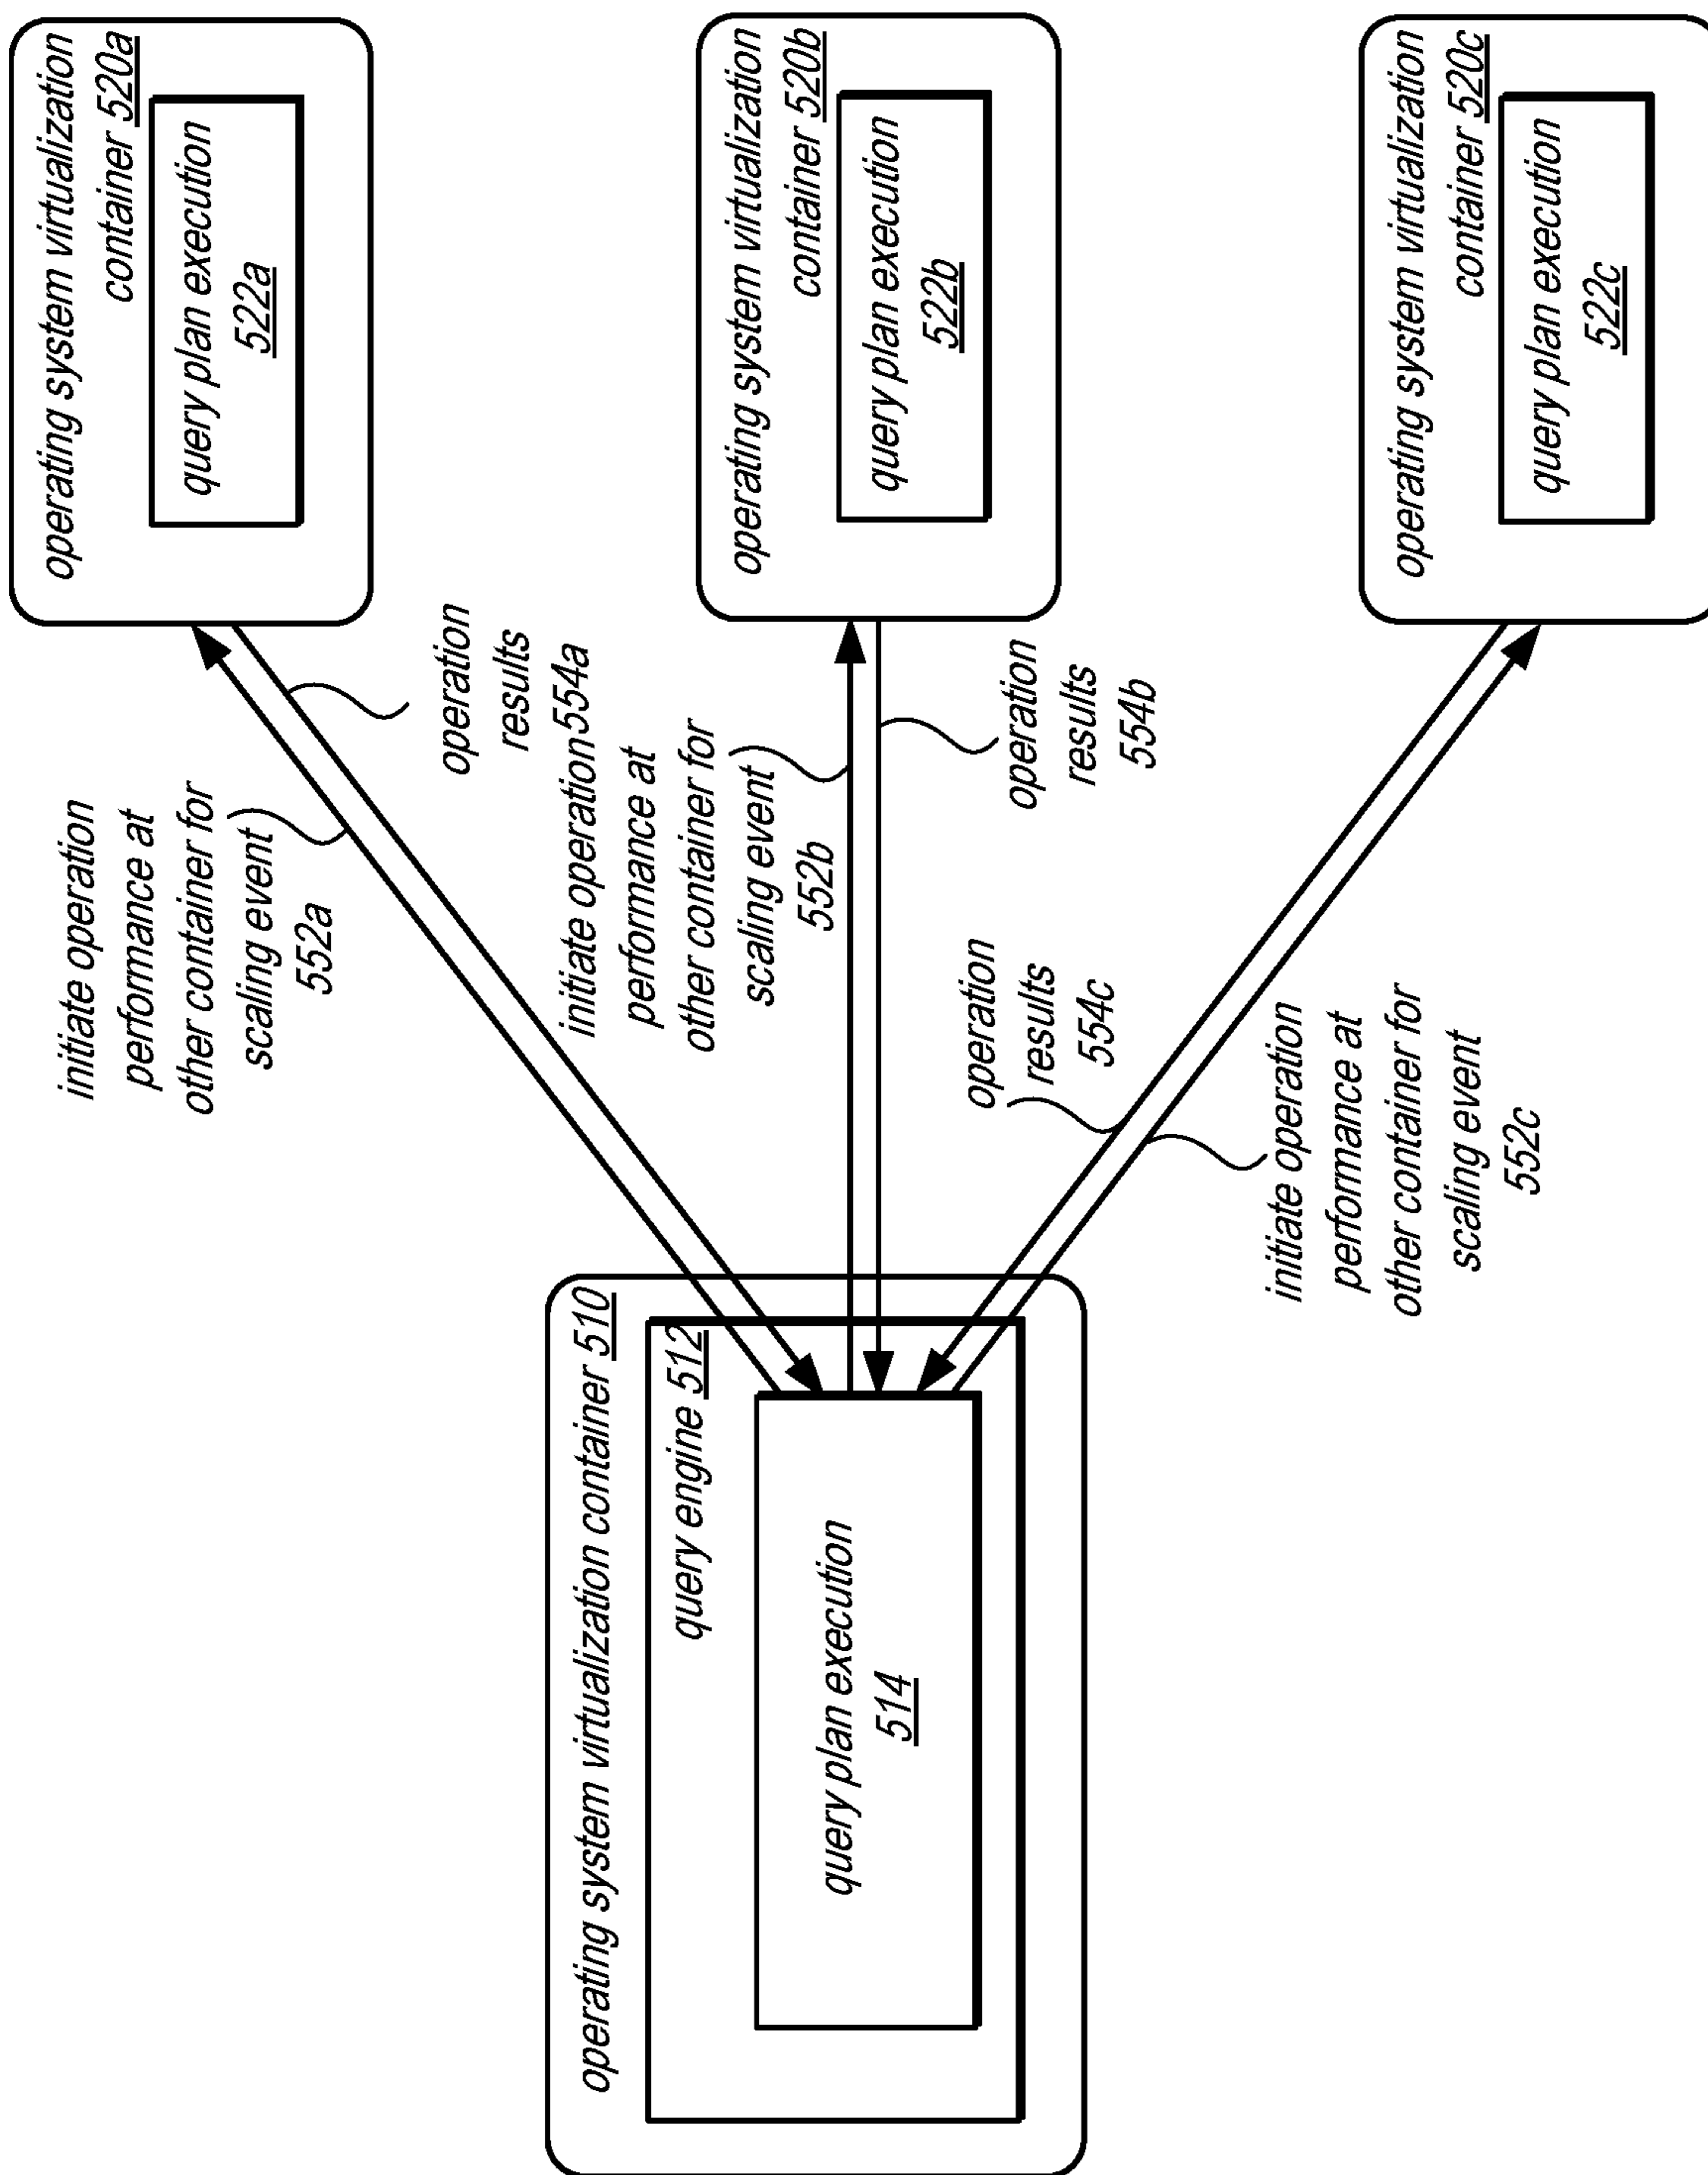 operating system virtualization container 510
query engine 512
query plan execution
514
initiate operation
performance at
other container for
scaling event
552a
operation
results
554a
initiate operation
performance at
other container for
scaling event
552b
operation
results
554b
operation
results
554c
initiate operation
performance at
other container for
scaling event
552c
operating system virtualization
container 520a
query plan execution
522a
operating system virtualization
container 520b
query plan execution
522b
operating system virtualization
container 520c
query plan execution
522c